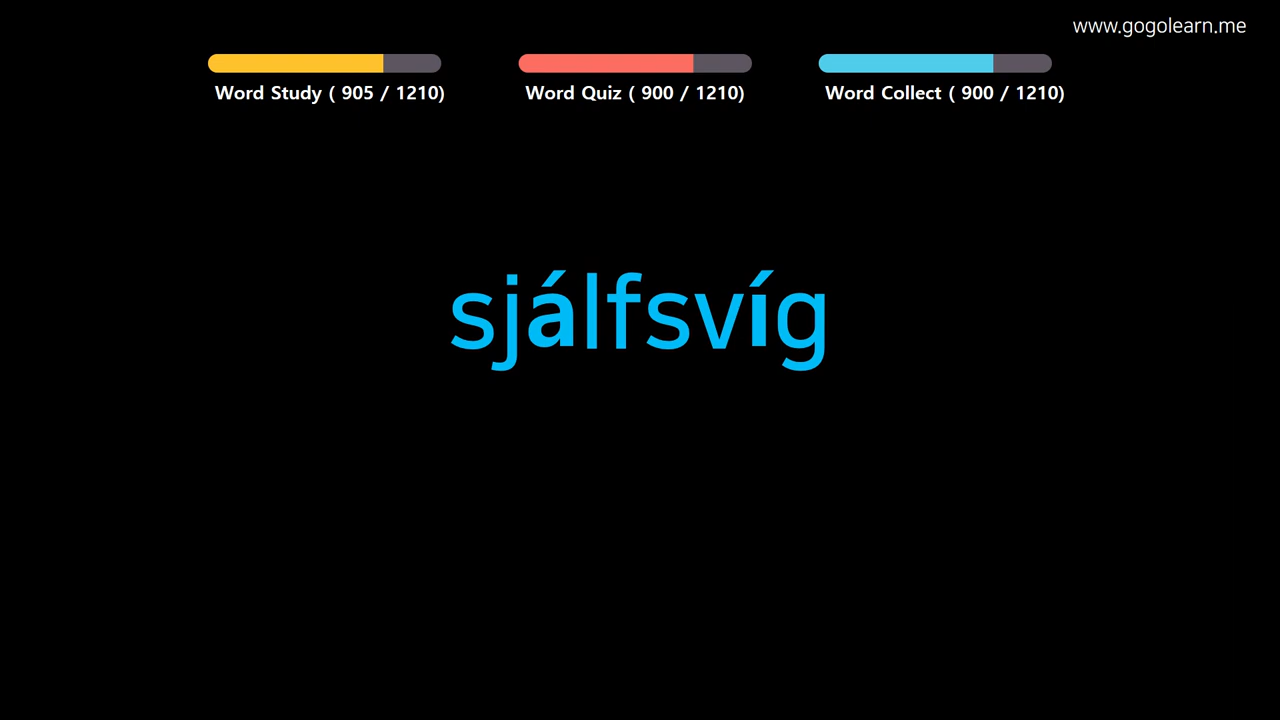 www.gogolearn.me
Word Study ( 905 / 1210)
Word Quiz ( 900 / 1210)
Word Collect ( 900 / 1210)
sjálfsvíg